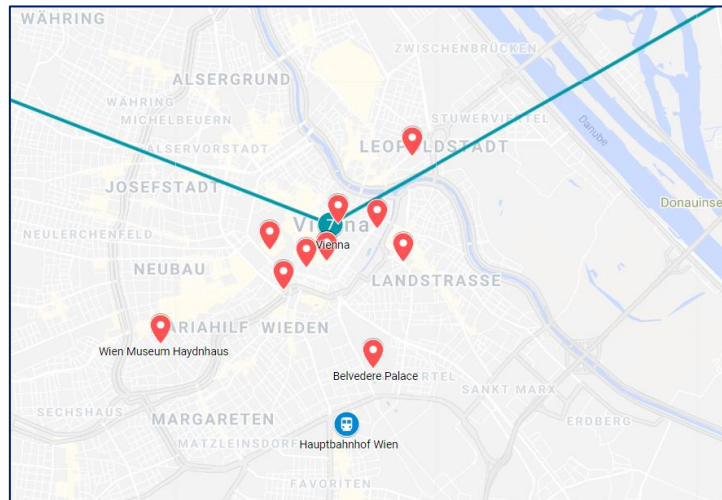 WÄHRING
ZWISCHENBRÜCKEN
ALSERGRUND
WÄHRING
MICHELBEUERN
STUWERVIERTEL
Danube
ALSERVORSTADT
LEOPOLDSTADT
JOSEFSTADT
Donauinse
NEULERCHENFELD
7
Vienna
NEUBAU
LANDSTRASSE
MARIAHILF
WIEDEN
Wien Museum Haydnhaus
Belvedere Palace
SANKT MARX
SECHSHAUS
MARGARETEN
ERDBERG
MATZLEINSDORF
Hauptbahnhof Wien
FAVORITEN